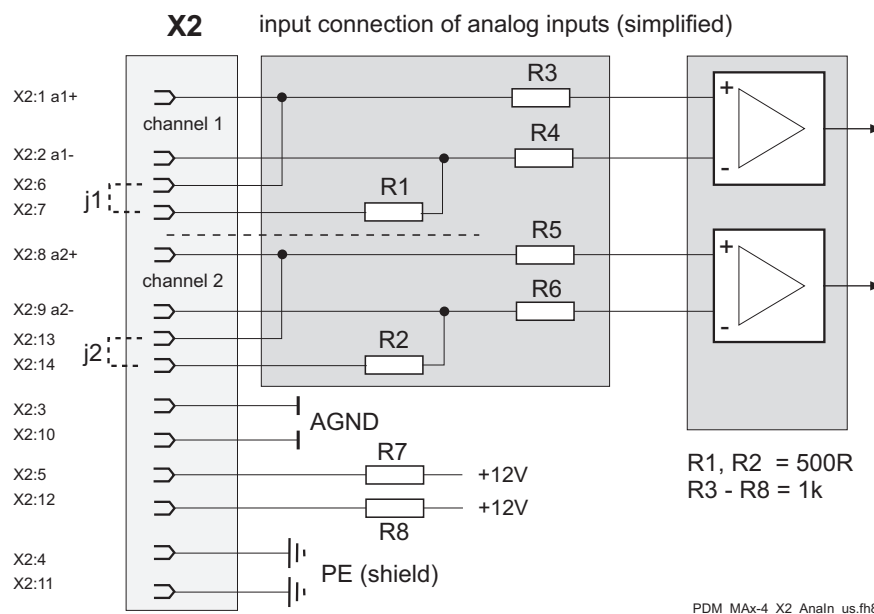 X2 input connection of analog inputs (simplified)
R3
X2:1 a1+
+
channel 1
R4
X2:2 a1-
-
X2:6
R1
j1
X2:7
R5
X2:8 a2+
+
channel 2
R6
X2:9 a2-
-
X2:13
R2
j2
X2:14
X2:3
AGND
X2:10
R7
X2:5
+12V
X2:12
+12V
R8
R1, R2 = 500R
R3 - R8 = 1k
X2:4
PE (shield)
X2:11
PDM_MAx-4_X2_AnaIn_us.fh8